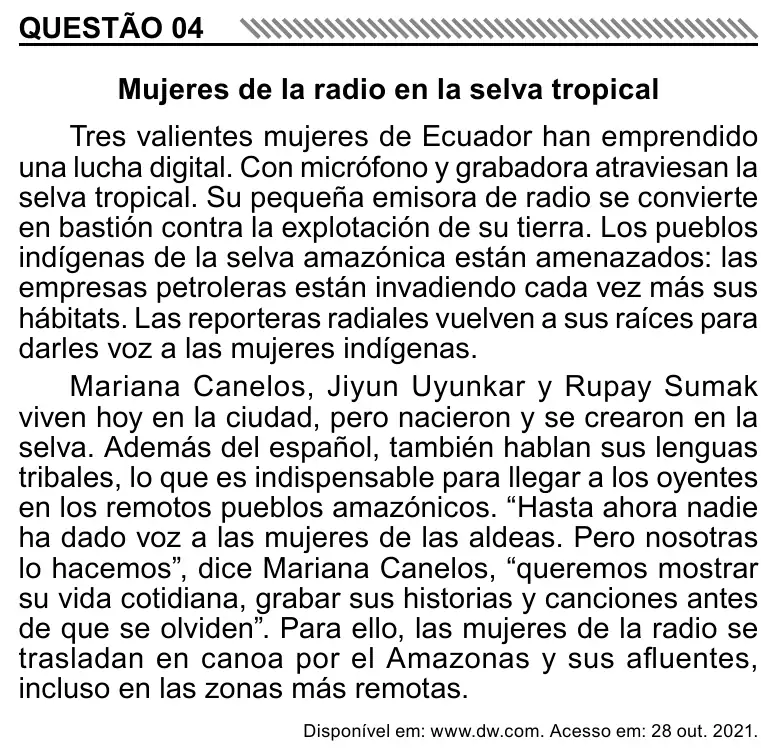 QUESTÃO 04
Mujeres de la radio en la selva tropical
Tres valientes mujeres de Ecuador han emprendido
una lucha digital. Con micrófono y grabadora atraviesan la
selva tropical. Su pequeña emisora de radio se convierte
en bastión contra la explotación de su tierra. Los pueblos
indígenas de la selva amazónica están amenazados: las
empresas petroleras están invadiendo cada vez más sus
hábitats. Las reporteras radiales vuelven a sus raíces para
darles voz a las mujeres indígenas.
Mariana Canelos, Jiyun Uyunkar y Rupay Sumak
viven hoy en la ciudad, pero nacieron y se crearon en la
selva. Además del español, también hablan sus lenguas
tribales, lo que es indispensable para llegar a los oyentes
en los remotos pueblos amazónicos. “Hasta ahora nadie
ha dado voz a las mujeres de las aldeas. Pero nosotras
lo hacemos”, dice Mariana Canelos, “queremos mostrar
su vida cotidiana, grabar sus historias y canciones antes
de que se olviden”. Para ello, las mujeres de la radio se
trasladan en canoa por el Amazonas y sus afluentes,
incluso en las zonas más remotas.
Disponível em: www.dw.com. Acesso em: 28 out. 2021.